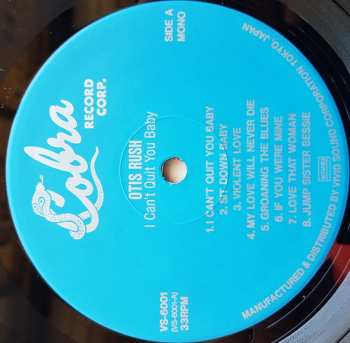 Cobra
RECORD
CORP.
SIDE A
MONO
OTIS RUSH
I Can't Quit You Baby
VS-6001
(VS-6001-A)
33RPM
1. I CAN'T QUIT YOU BABY
2. SIT DOWN BABY
3. VIOLENT LOVE
4. MY LOVE WILL NEVER DIE
5. GROANING THE BLUES
6. IF YOU WERE MINE
7. LOVE THAT WOMAN
8. JUMP SISTER BESSIE
MANUFACTURED & DISTRIBUTED BY VIVID SOUND CORPORATION TOKYO, JAPAN